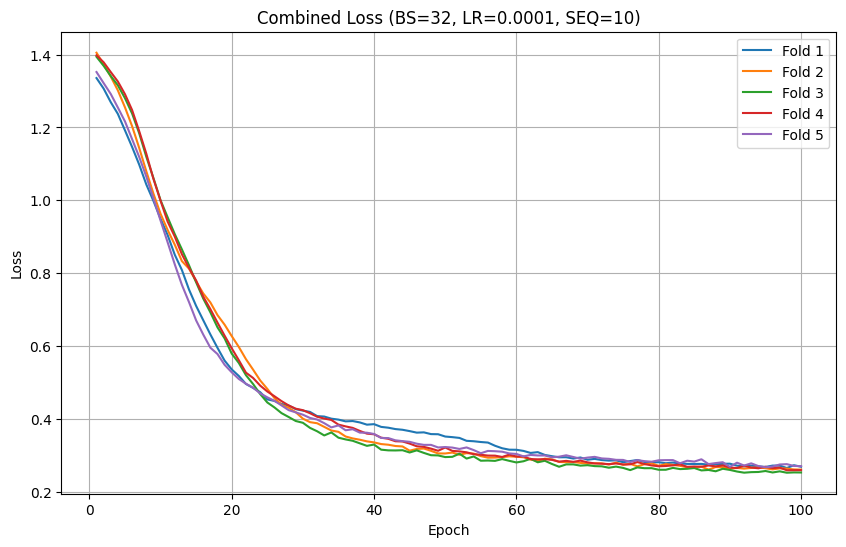 Combined Loss (BS=32, LR=0.0001, SEQ=10)
Fold 1
Fold 2
Fold 3
Fold 4
Fold 5
Loss
1.4
1.2
1.0
0.8
0.6
0.4
0.2
0 20 40 60 80 100
Epoch